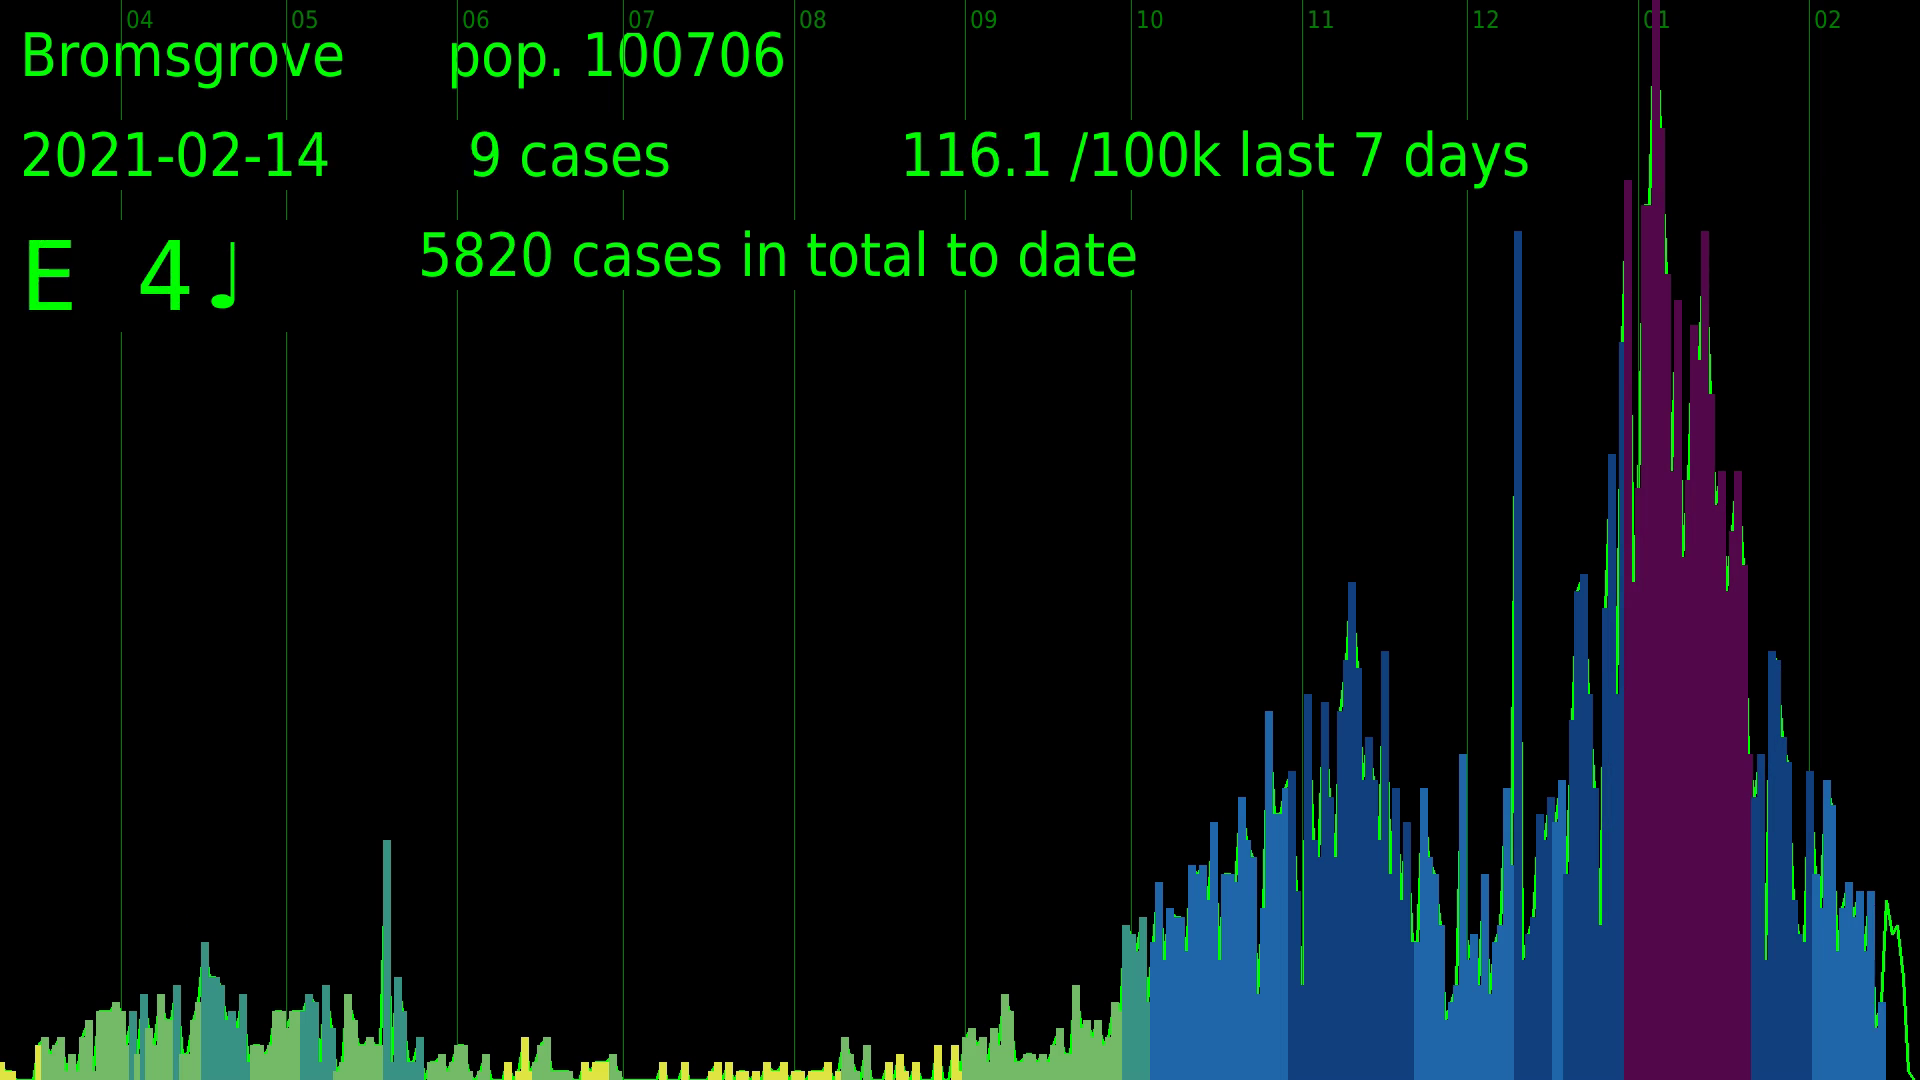 04 05 06 07 08 09 10 11 12 01 02
Bromsgrove pop. 100706
2021-02-14 9 cases 116.1 /100k last 7 days
E 4♩ 5820 cases in total to date